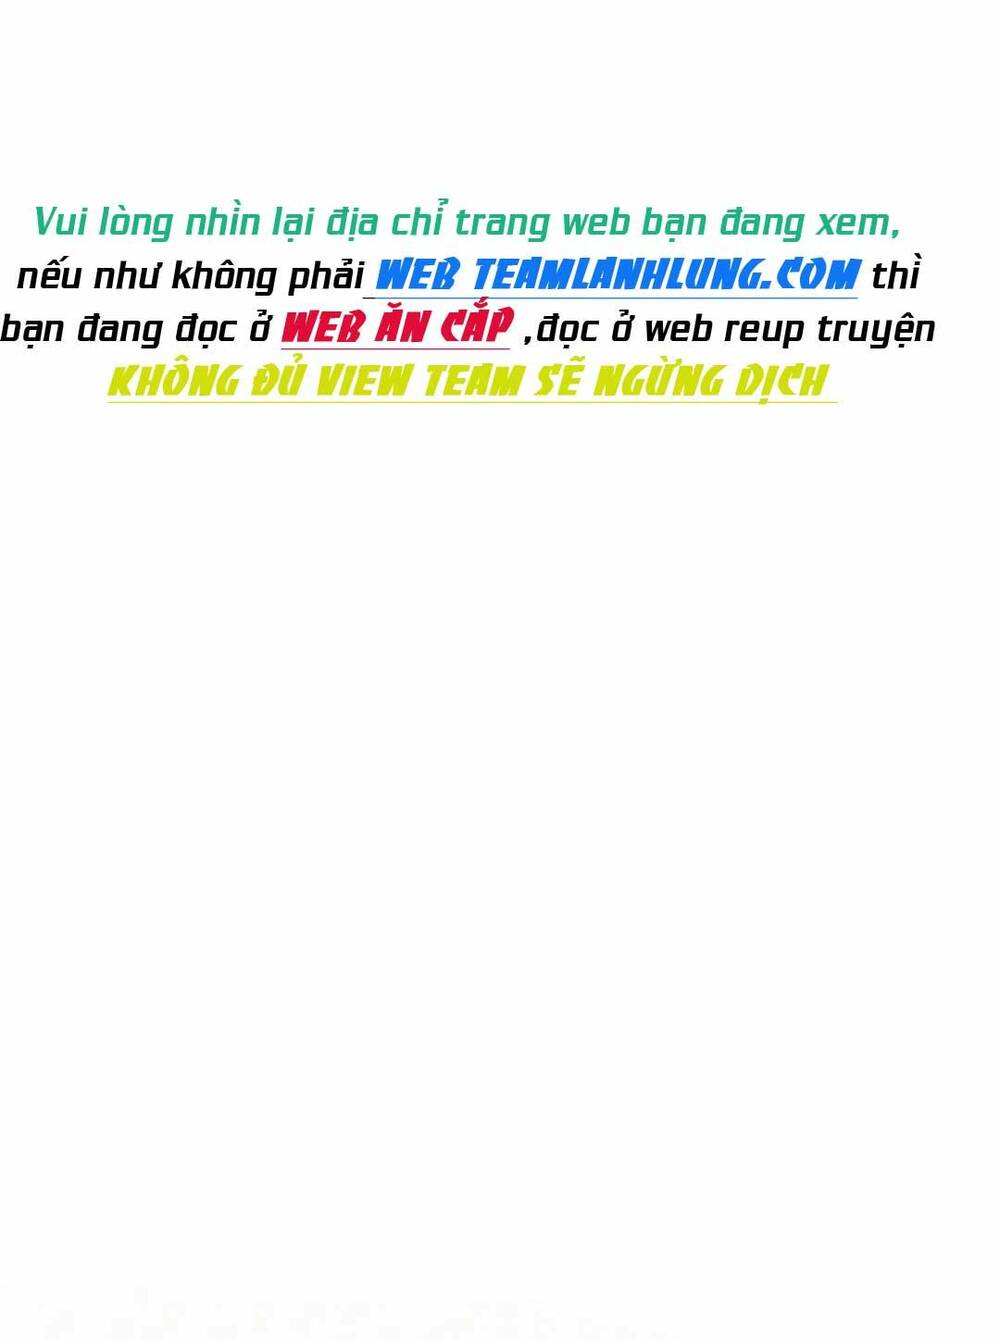 Vui lòng nhìn lại địa chỉ trang web bạn đang xem,
nếu như không phải WEB TEAMLANHLUNG.COM thì
bạn đang đọc ở WEB ĂN CẮP ,đọc ở web reup truyện
KHÔNG ĐỦ VIEW TEAM SẼ NGỪNG DỊCH